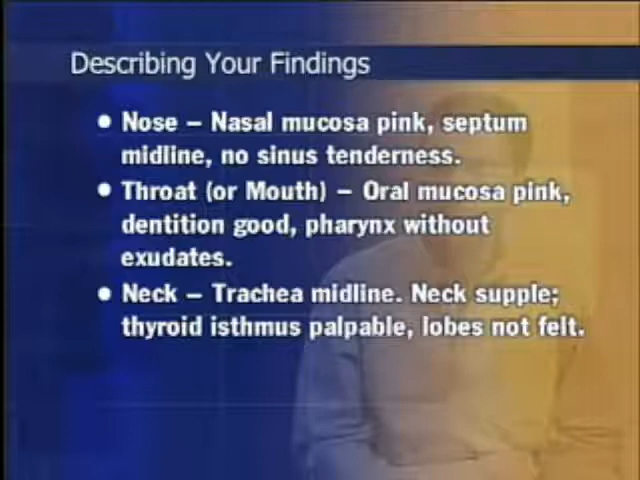 Describing Your Findings
• Nose – Nasal mucosa pink, septum
midline, no sinus tenderness.
• Throat (or Mouth) – Oral mucosa pink,
dentition good, pharynx without
exudates.
• Neck – Trachea midline. Neck supple;
thyroid isthmus palpable, lobes not felt.